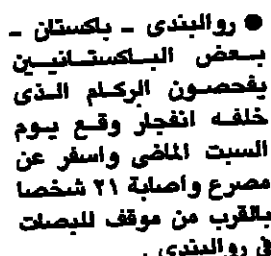 ● روالبندى ـ باكستان ـ
بعض الباكستانيين
يفحصون الركام الذى
خلفه انفجار وقع يوم
السبت الماضى واسفر عن
مصرع واصابة ٢١ شخصا
بالقرب من موقف للبصات
فى روالبندى .